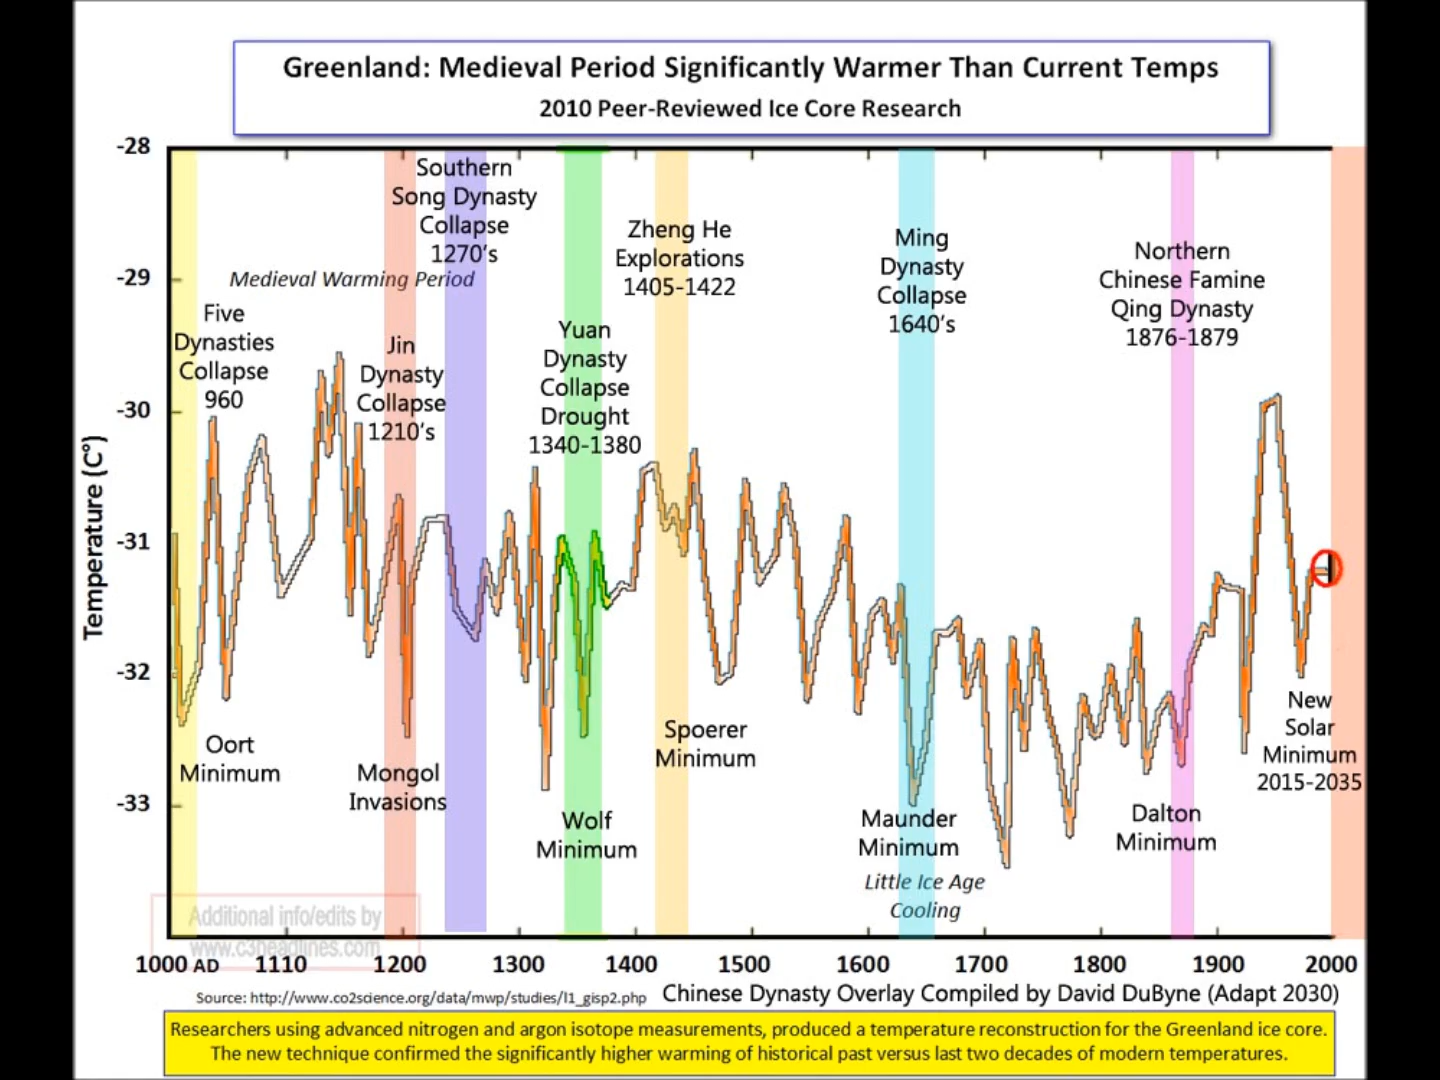 Greenland: Medieval Period Significantly Warmer Than Current Temps
2010 Peer-Reviewed Ice Core Research
-28
-29
-30
-31
-32
-33
Temperature (C°)
Southern
Song Dynasty
Collapse
1270's
Medieval Warming Period
Five
Dynasties
Collapse
960
Jin
Dynasty
Collapse
1210's
Yuan
Dynasty
Collapse
Drought
1340-1380
Zheng He
Explorations
1405-1422
Ming
Dynasty
Collapse
1640's
Northern
Chinese Famine
Qing Dynasty
1876-1879
Oort
Minimum
Mongol
Invasions
Wolf
Minimum
Spoerer
Minimum
Maunder
Minimum
Little Ice Age
Cooling
Dalton
Minimum
New
Solar
Minimum
2015-2035
Additional info/edits by
www.c3headlines.com
1000 AD 1110 1200 1300 1400 1500 1600 1700 1800 1900 2000
Source: http://www.co2science.org/data/mwp/studies/l1_gisp2.php Chinese Dynasty Overlay Compiled by David DuByne (Adapt 2030)
Researchers using advanced nitrogen and argon isotope measurements, produced a temperature reconstruction for the Greenland ice core.
The new technique confirmed the significantly higher warming of historical past versus last two decades of modern temperatures.